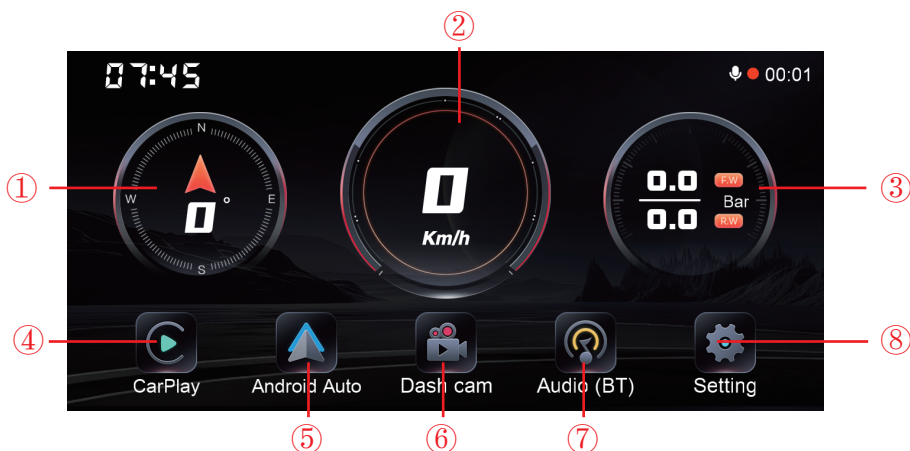 ②
07:45
00:01
N
W
E
S
0°
0
Km/h
0.0 F.W
Bar
0.0 R.W
①
③
④
⑧
CarPlay
Android Auto
Dash cam
Audio (BT)
Setting
⑤
⑥
⑦